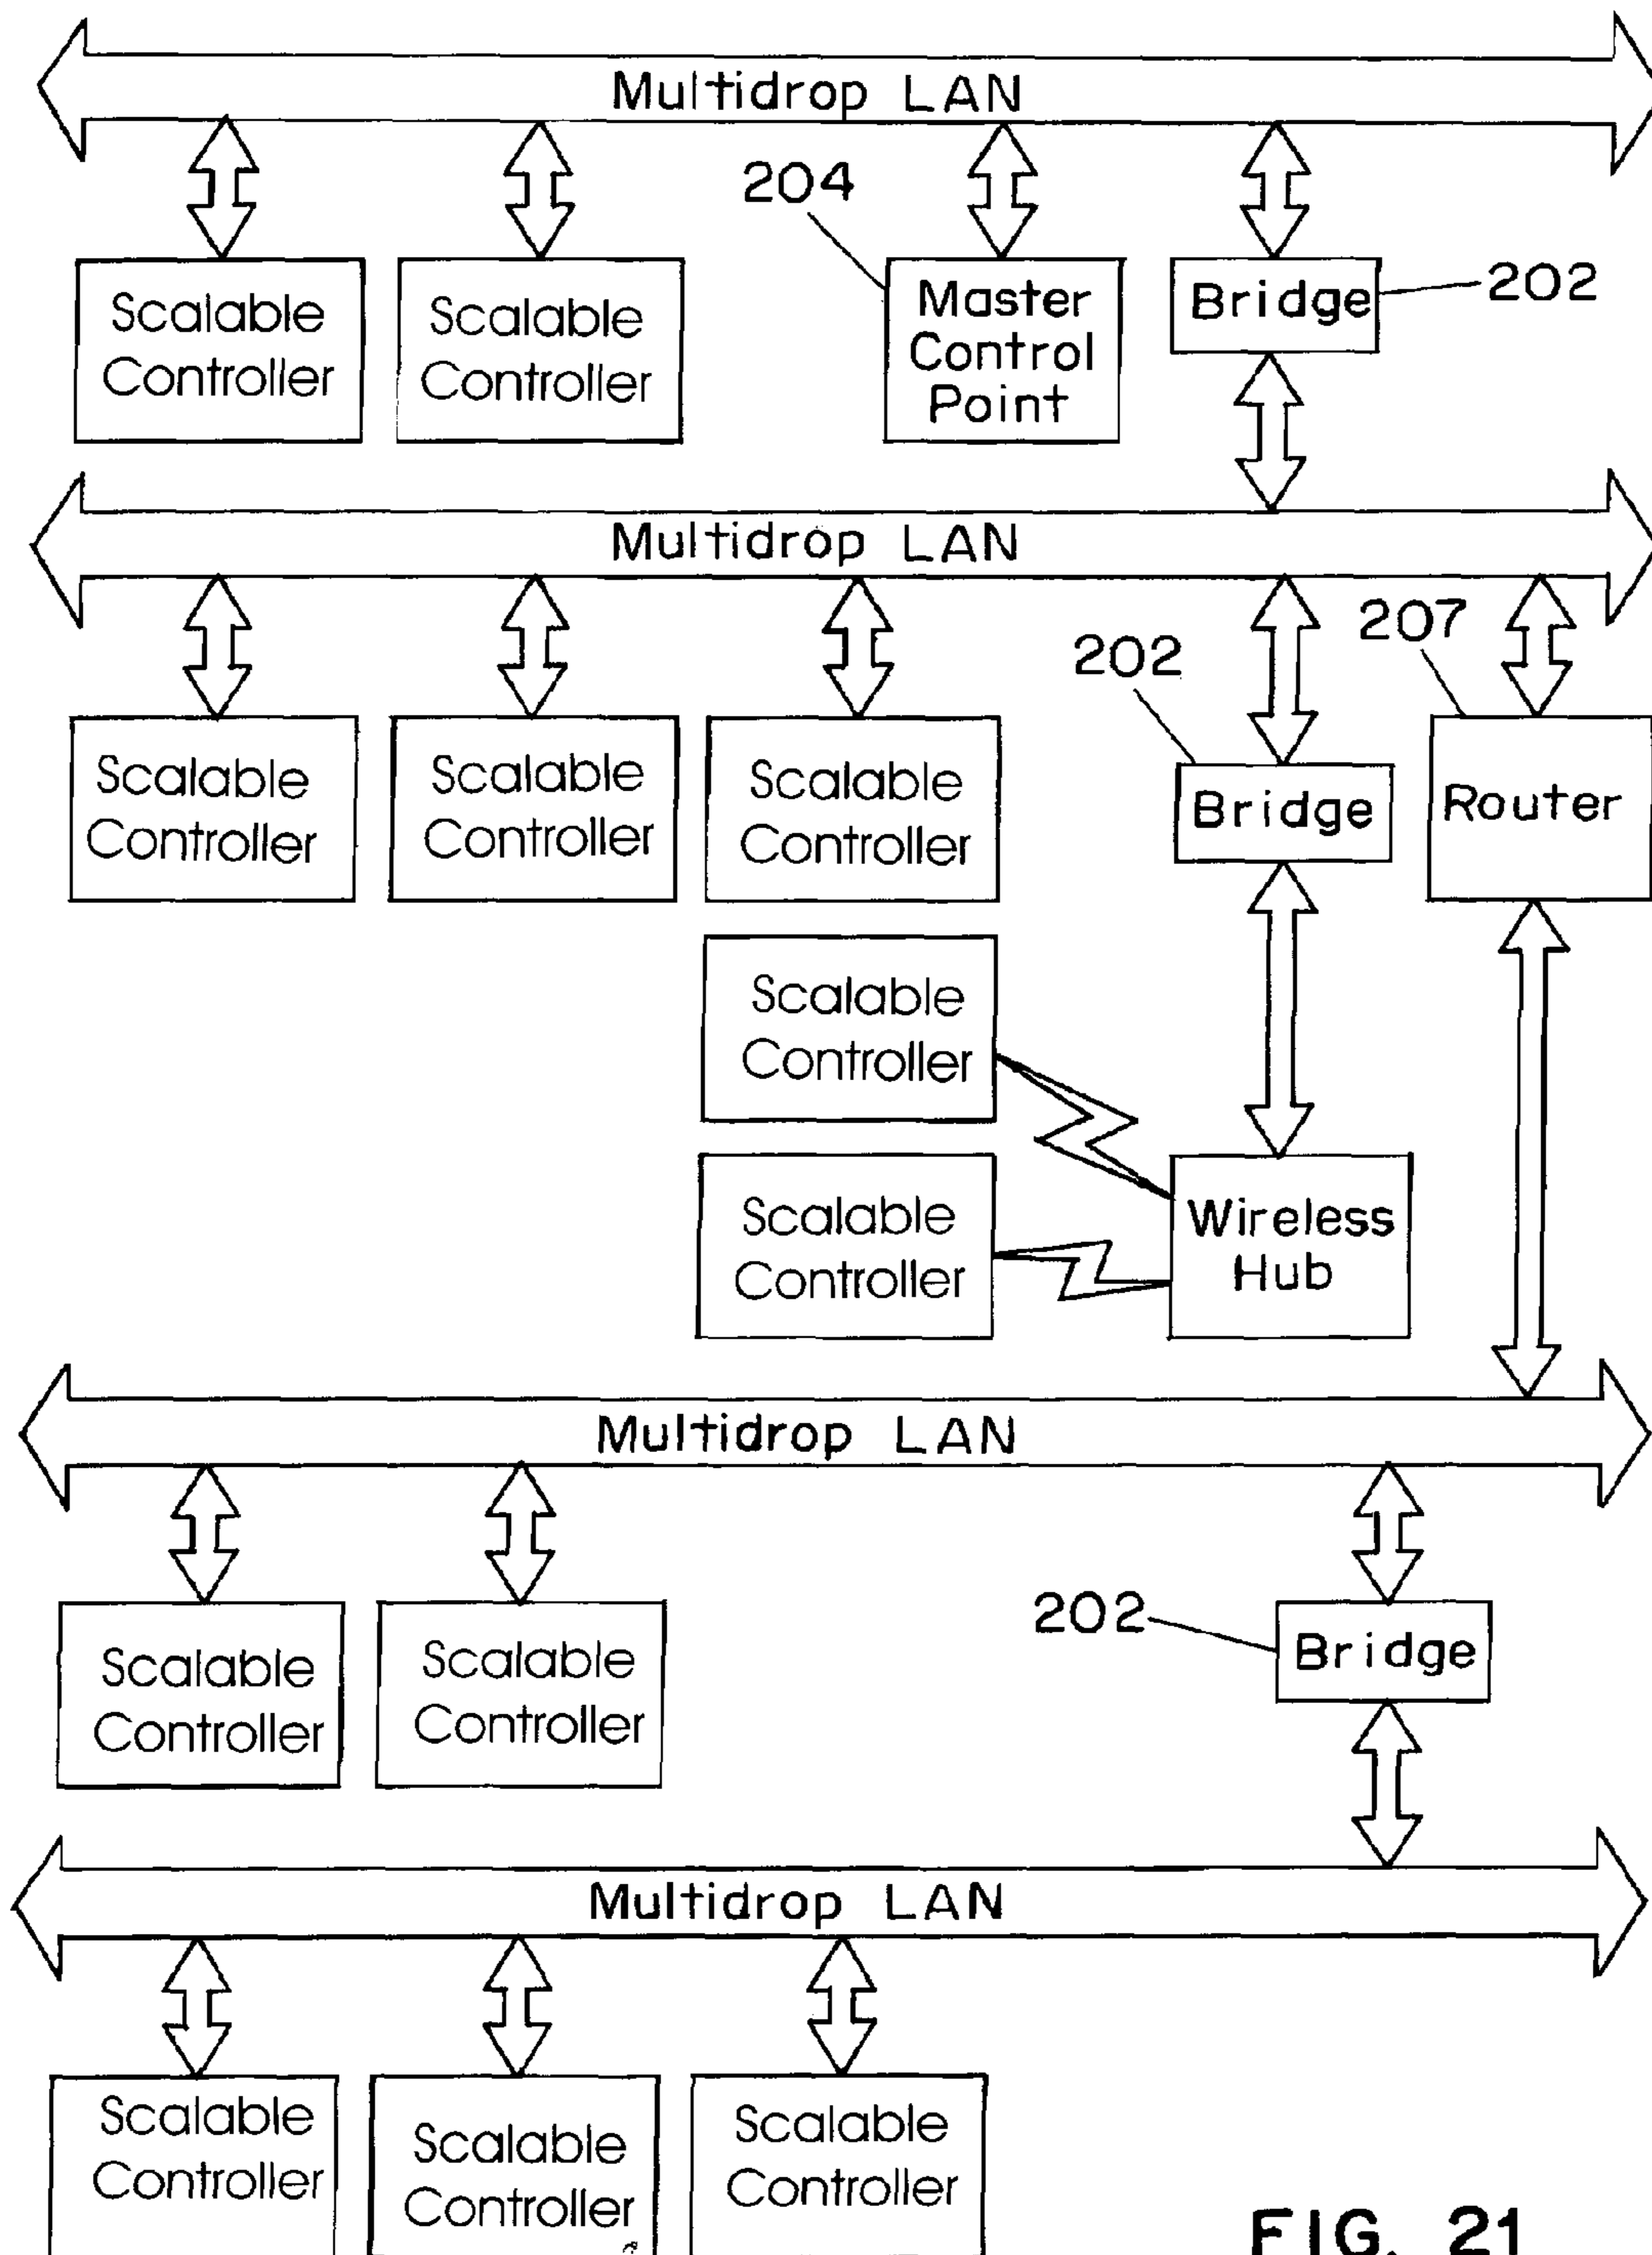 Multidrop LAN
204
202
Scalable
Controller
Scalable
Controller
Master
Control
Point
Bridge
Multidrop LAN
202
207
Scalable
Controller
Scalable
Controller
Scalable
Controller
Bridge
Router
Scalable
Controller
Scalable
Controller
Wireless
Hub
Multidrop LAN
202
Scalable
Controller
Scalable
Controller
Bridge
Multidrop LAN
Scalable
Controller
Scalable
Controller
Scalable
Controller
FIG. 21